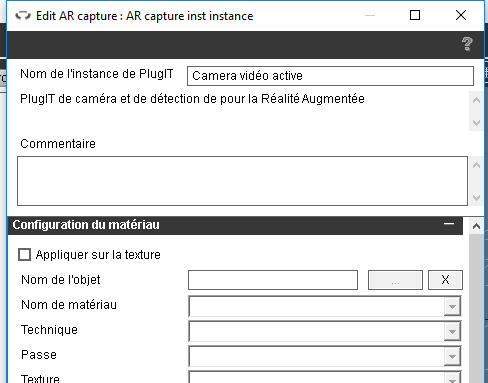 Edit AR capture : AR capture inst instance
?
Nom de l'instance de PlugIT
Camera vidéo active
PlugIT de caméra et de détection de pour la Réalité Augmentée
Commentaire
Configuration du matériau
Appliquer sur la texture
Nom de l'objet
...
X
Nom de matériau
Technique
Passe
Texture